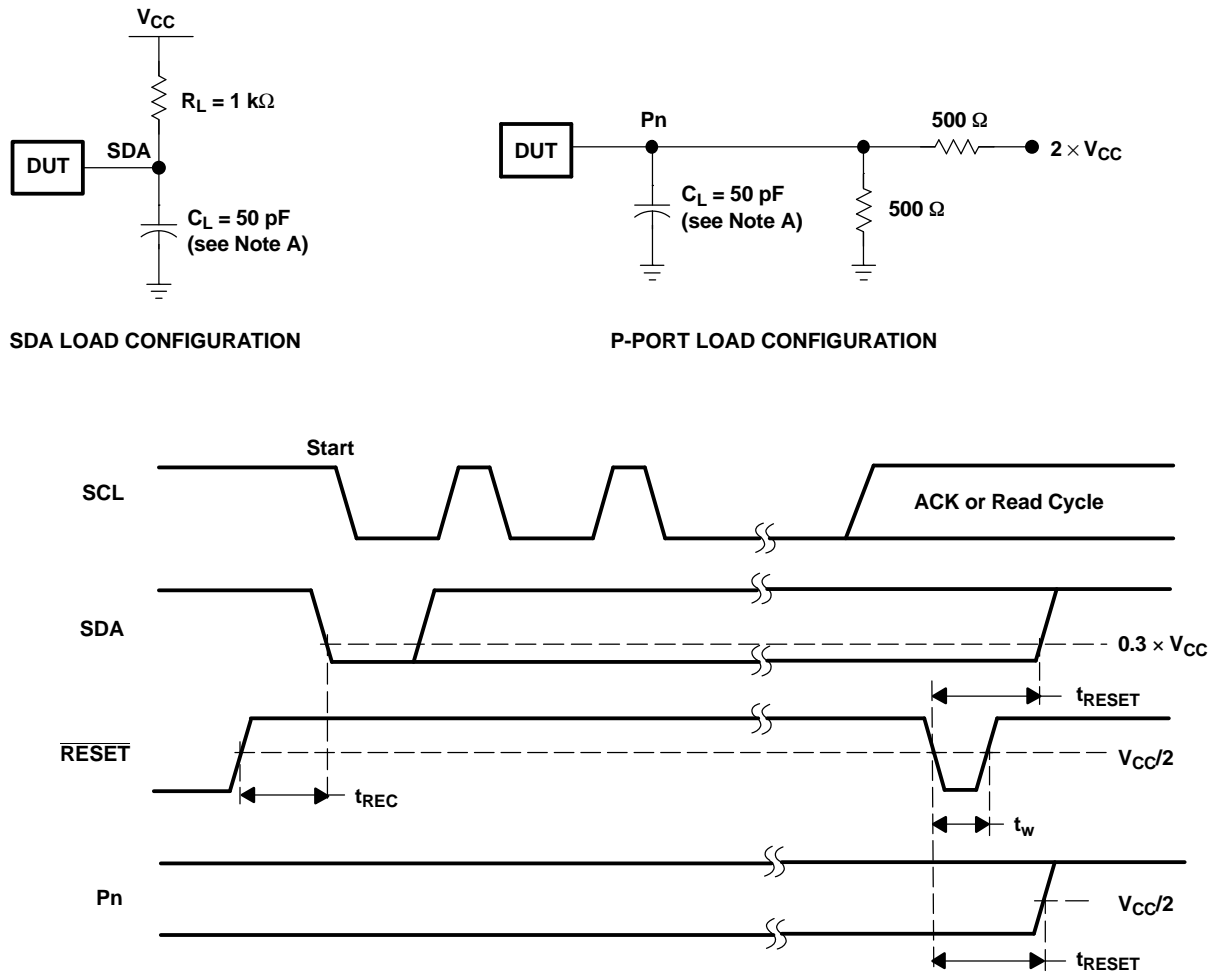 VCC
RL = 1 kΩ
DUT
SDA
CL = 50 pF
(see Note A)
SDA LOAD CONFIGURATION
DUT
Pn
500 Ω
2 × VCC
CL = 50 pF
(see Note A)
500 Ω
P-PORT LOAD CONFIGURATION
Start
SCL
ACK or Read Cycle
SDA
0.3 × VCC
tRESET
RESET
VCC/2
tREC
tw
Pn
VCC/2
tRESET